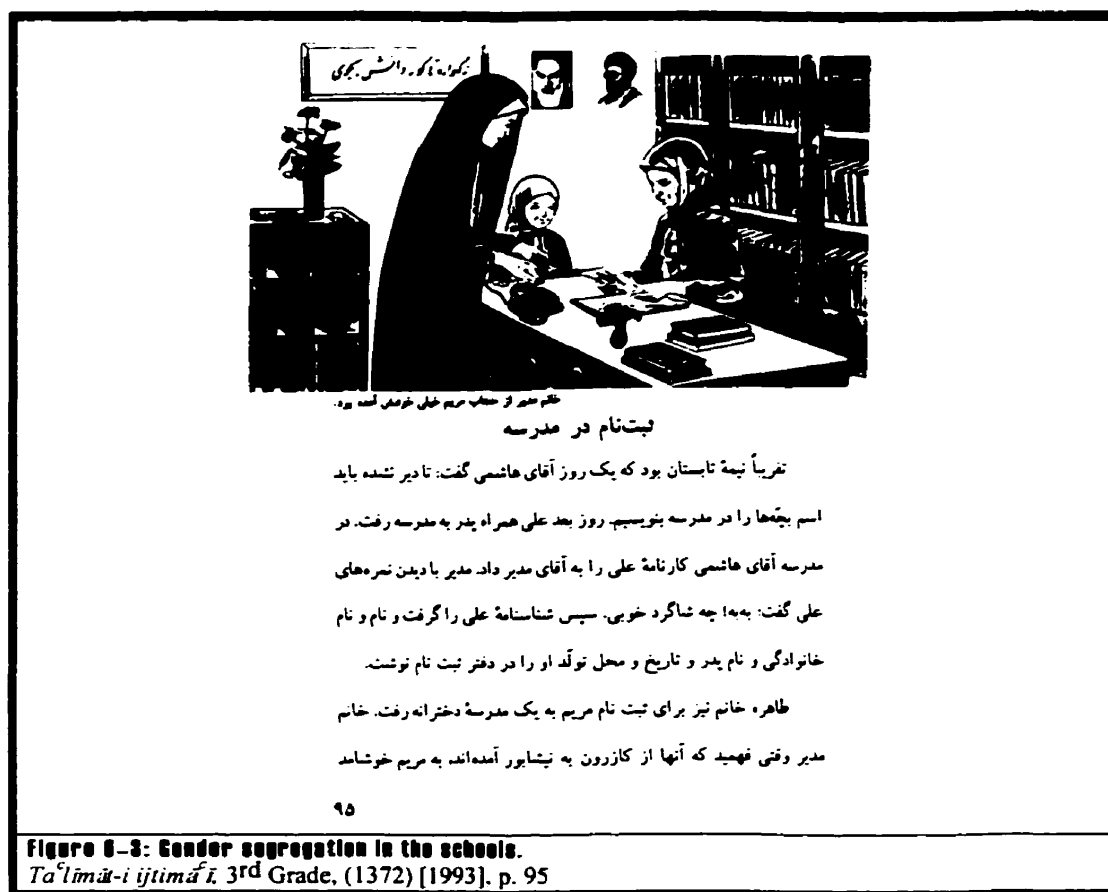 ز گهواره تا گور دانش بجوی
خانم مدیر از حجاب مریم خیلی خوشش آمده بود.
ثبت‌نام در مدرسه
تقریباً نیمهٔ تابستان بود که یک روز آقای هاشمی گفت: تا دیر نشده باید
اسم بچّه‌ها را در مدرسه بنویسیم. روز بعد علی همراه پدر به مدرسه رفت. در
مدرسه آقای هاشمی کارنامهٔ علی را به آقای مدیر داد. مدیر با دیدن نمره‌های
علی گفت: به‌به! چه شاگرد خوبی. سپس شناسنامهٔ علی را گرفت و نام و نام
خانوادگی و نام پدر و تاریخ و محل تولّد او را در دفتر ثبت نام نوشت.
طاهره خانم نیز برای ثبت نام مریم به یک مدرسهٔ دخترانه رفت. خانم
مدیر وقتی فهمید که آنها از کازرون به نیشابور آمده‌اند، به مریم خوشامد
۹۵
Figure 6-3: Gender segregation in the schools.
Taᶜlīmāt-i ijtimāᶜī, 3rd Grade, (1372) [1993]. p. 95